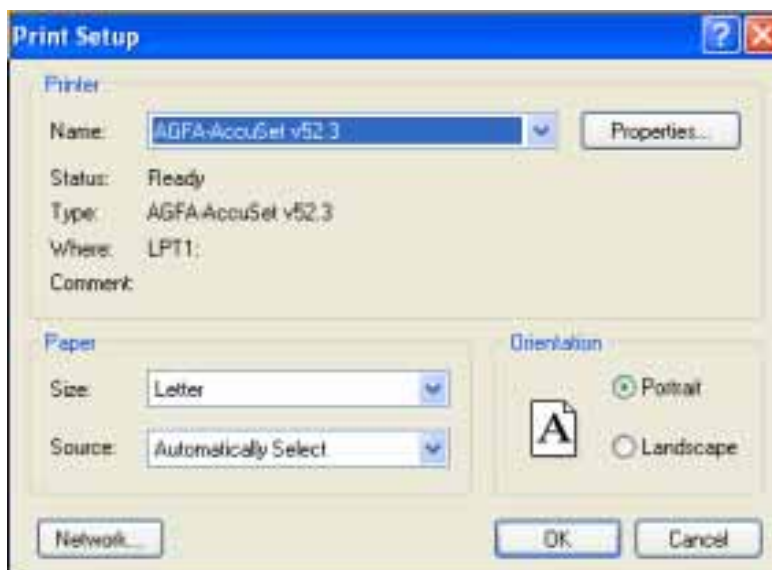 Print Setup
Printer
Name: AGFA-AccuSet v52.3 Properties...
Status: Ready
Type: AGFA-AccuSet v52.3
Where: LPT1:
Comment:
Paper
Size: Letter
Source: Automatically Select
Orientation
A
Portrait
Landscape
Network...
OK Cancel